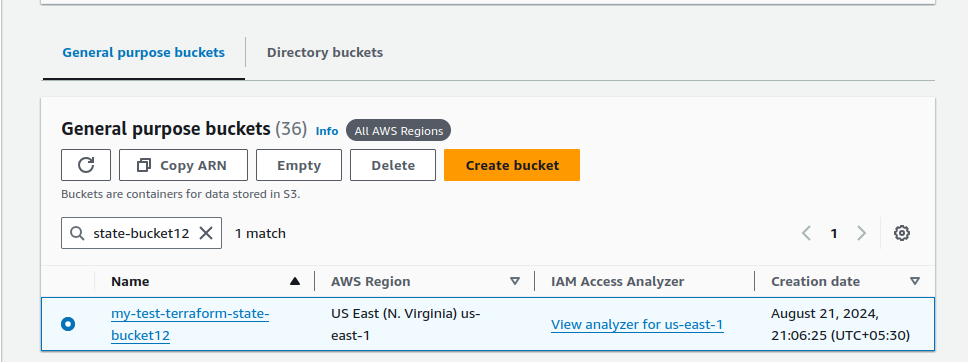 General purpose buckets Directory buckets
General purpose buckets (36) Info All AWS Regions
Copy ARN Empty Delete Create bucket
Buckets are containers for data stored in S3.
state-bucket12 1 match 1
Name AWS Region IAM Access Analyzer Creation date
my-test-terraform-state- US East (N. Virginia) us- View analyzer for us-east-1 August 21, 2024,
bucket12 east-1 21:06:25 (UTC+05:30)